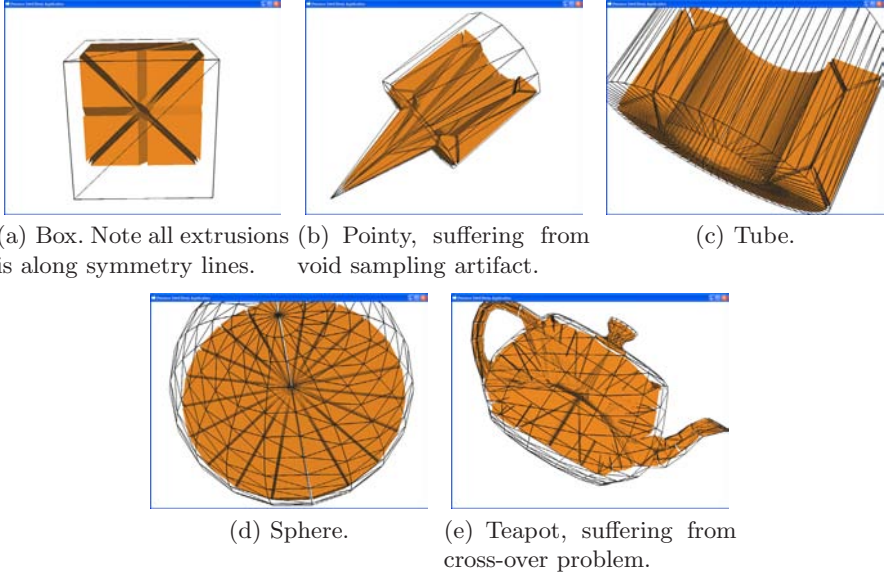 (a) Box. Note all extrusions
is along symmetry lines.
(b) Pointy, suffering from
void sampling artifact.
(c) Tube.
(d) Sphere.
(e) Teapot, suffering from
cross-over problem.